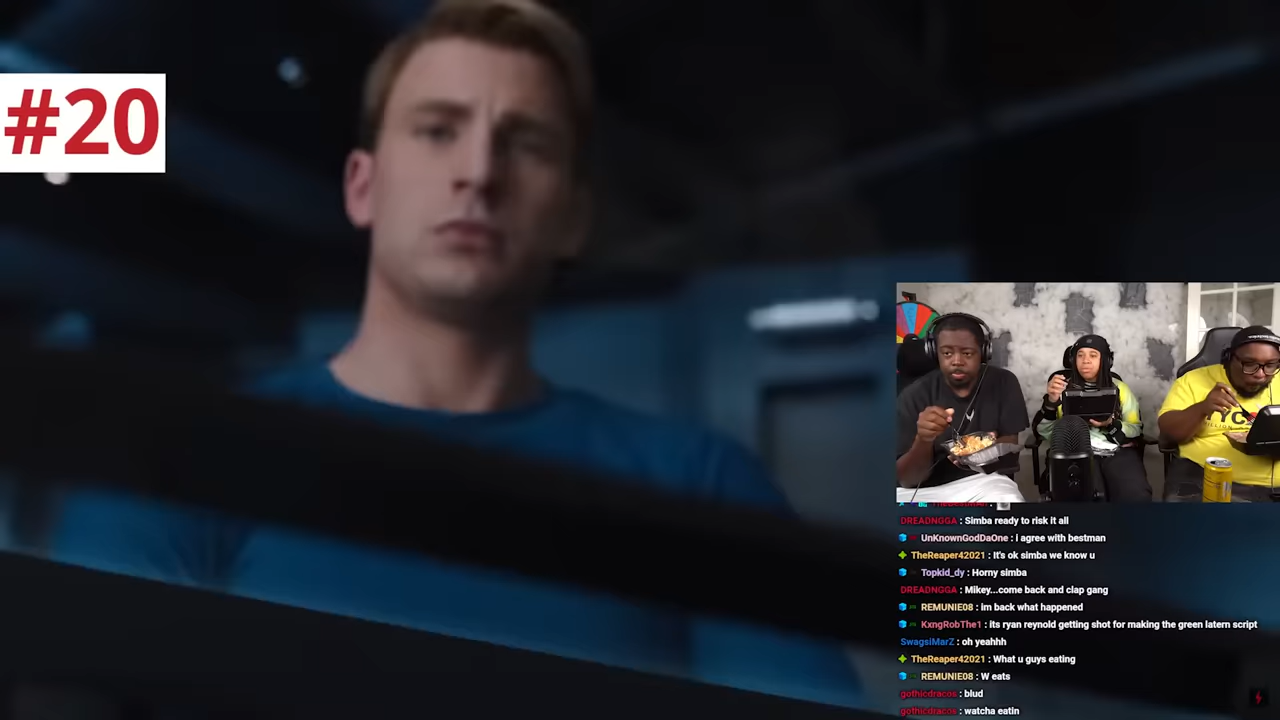 #20
DREADNGGA : Simba ready to risk it all
UnKnownGodDaOne : i agree with bestman
TheReaper42021 : It's ok simba we know u
Topkid_dy : Horny simba
DREADNGGA : Mikey...come back and clap gang
REMUNIE08 : im back what happened
KxngRobThe1 : its ryan reynold getting shot for making the green latern script
SwagsiMarZ : oh yeahhh
TheReaper42021 : What u guys eating
REMUNIE08 : W eats
gothicdracos : blud
gothicdracos : watcha eatin